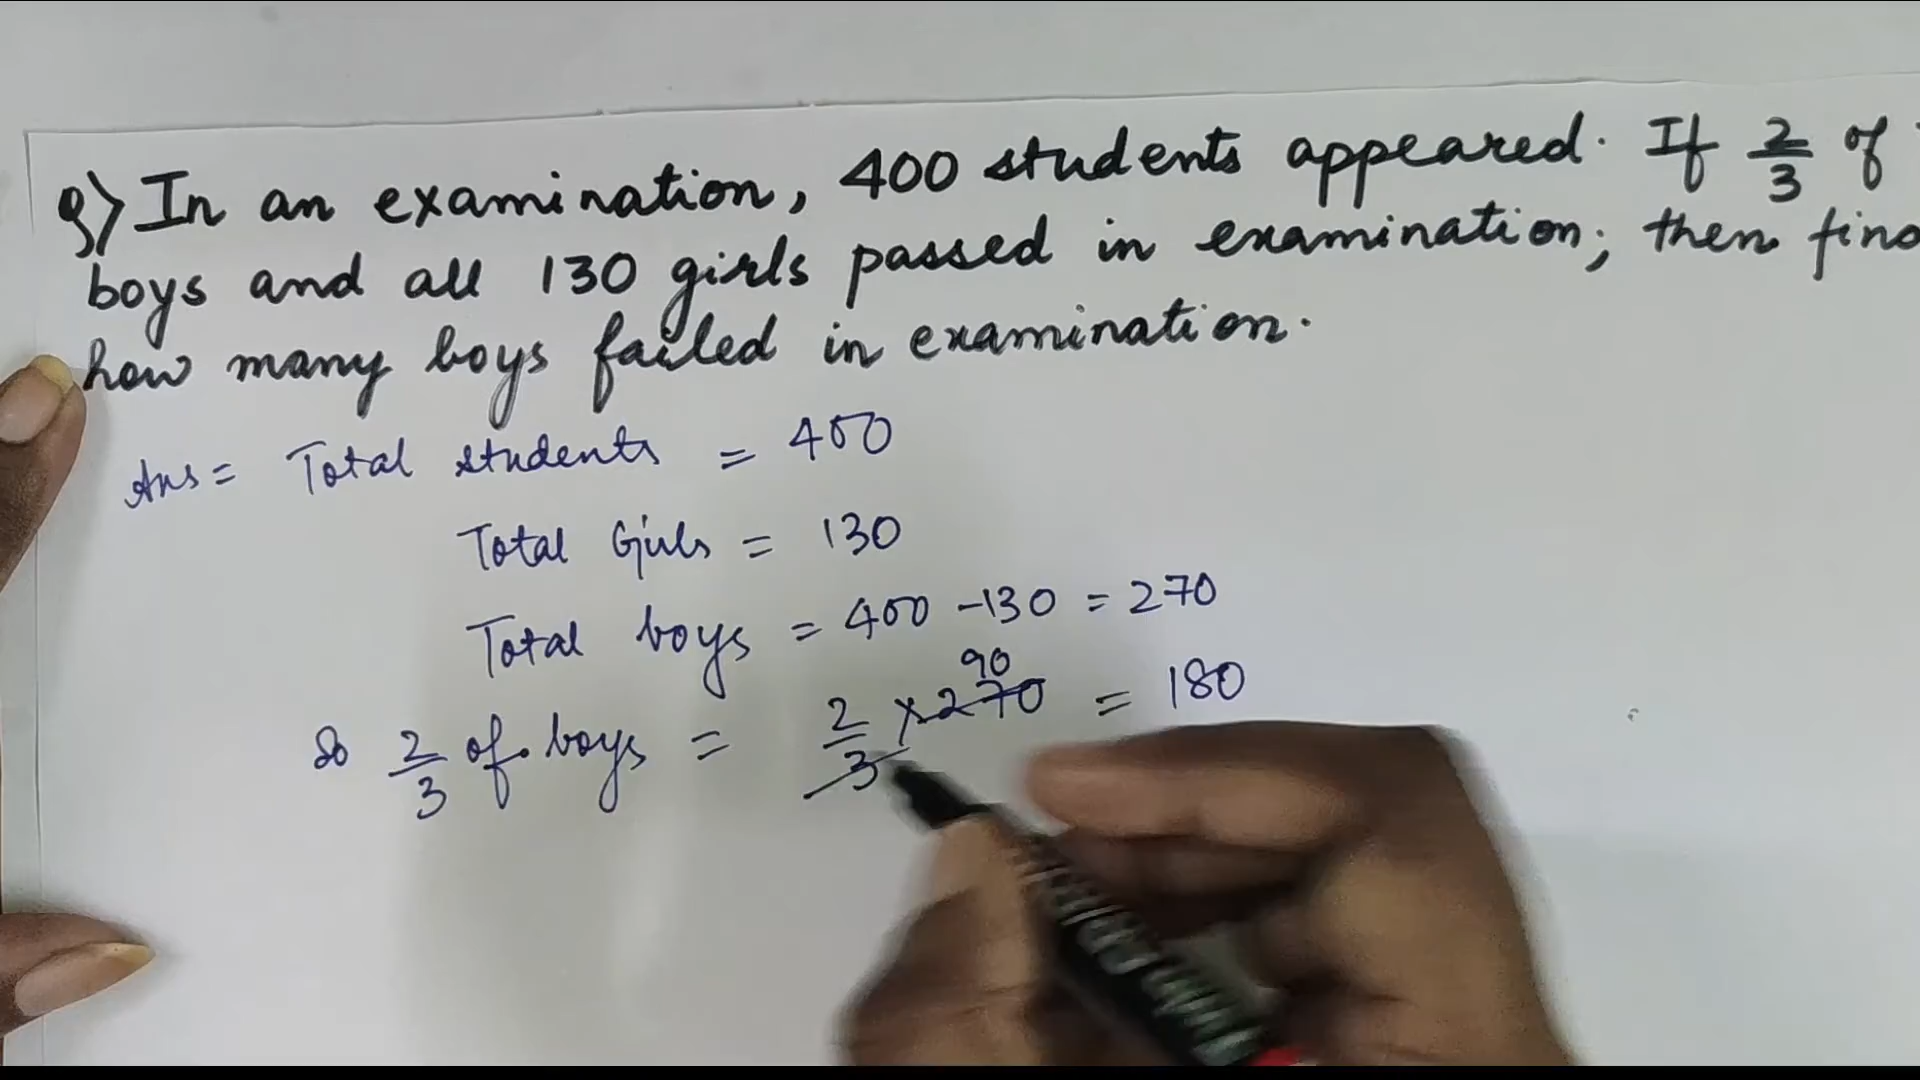 Q) In an examination, 400 students appeared. If 2/3 of
boys and all 130 girls passed in examination; then find
how many boys failed in examination.
Ans = Total students = 400
Total Girls = 130
Total boys = 400 - 130 = 270
90
So 2/3 of boys = 2/3 x 270 = 180